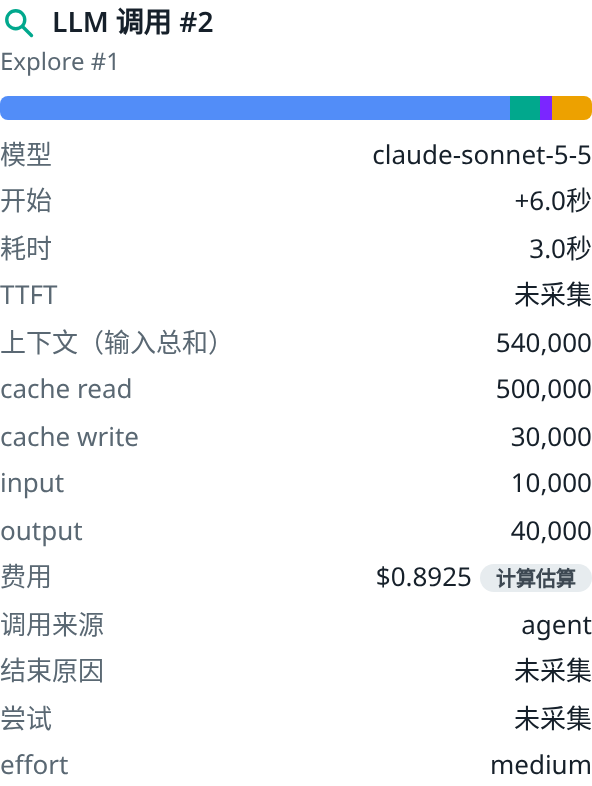 LLM 调用 #2
Explore #1
模型 claude-sonnet-5-5
开始 +6.0秒
耗时 3.0秒
TTFT 未采集
上下文（输入总和） 540,000
cache read 500,000
cache write 30,000
input 10,000
output 40,000
费用 $0.8925 计算估算
调用来源 agent
结束原因 未采集
尝试 未采集
effort medium